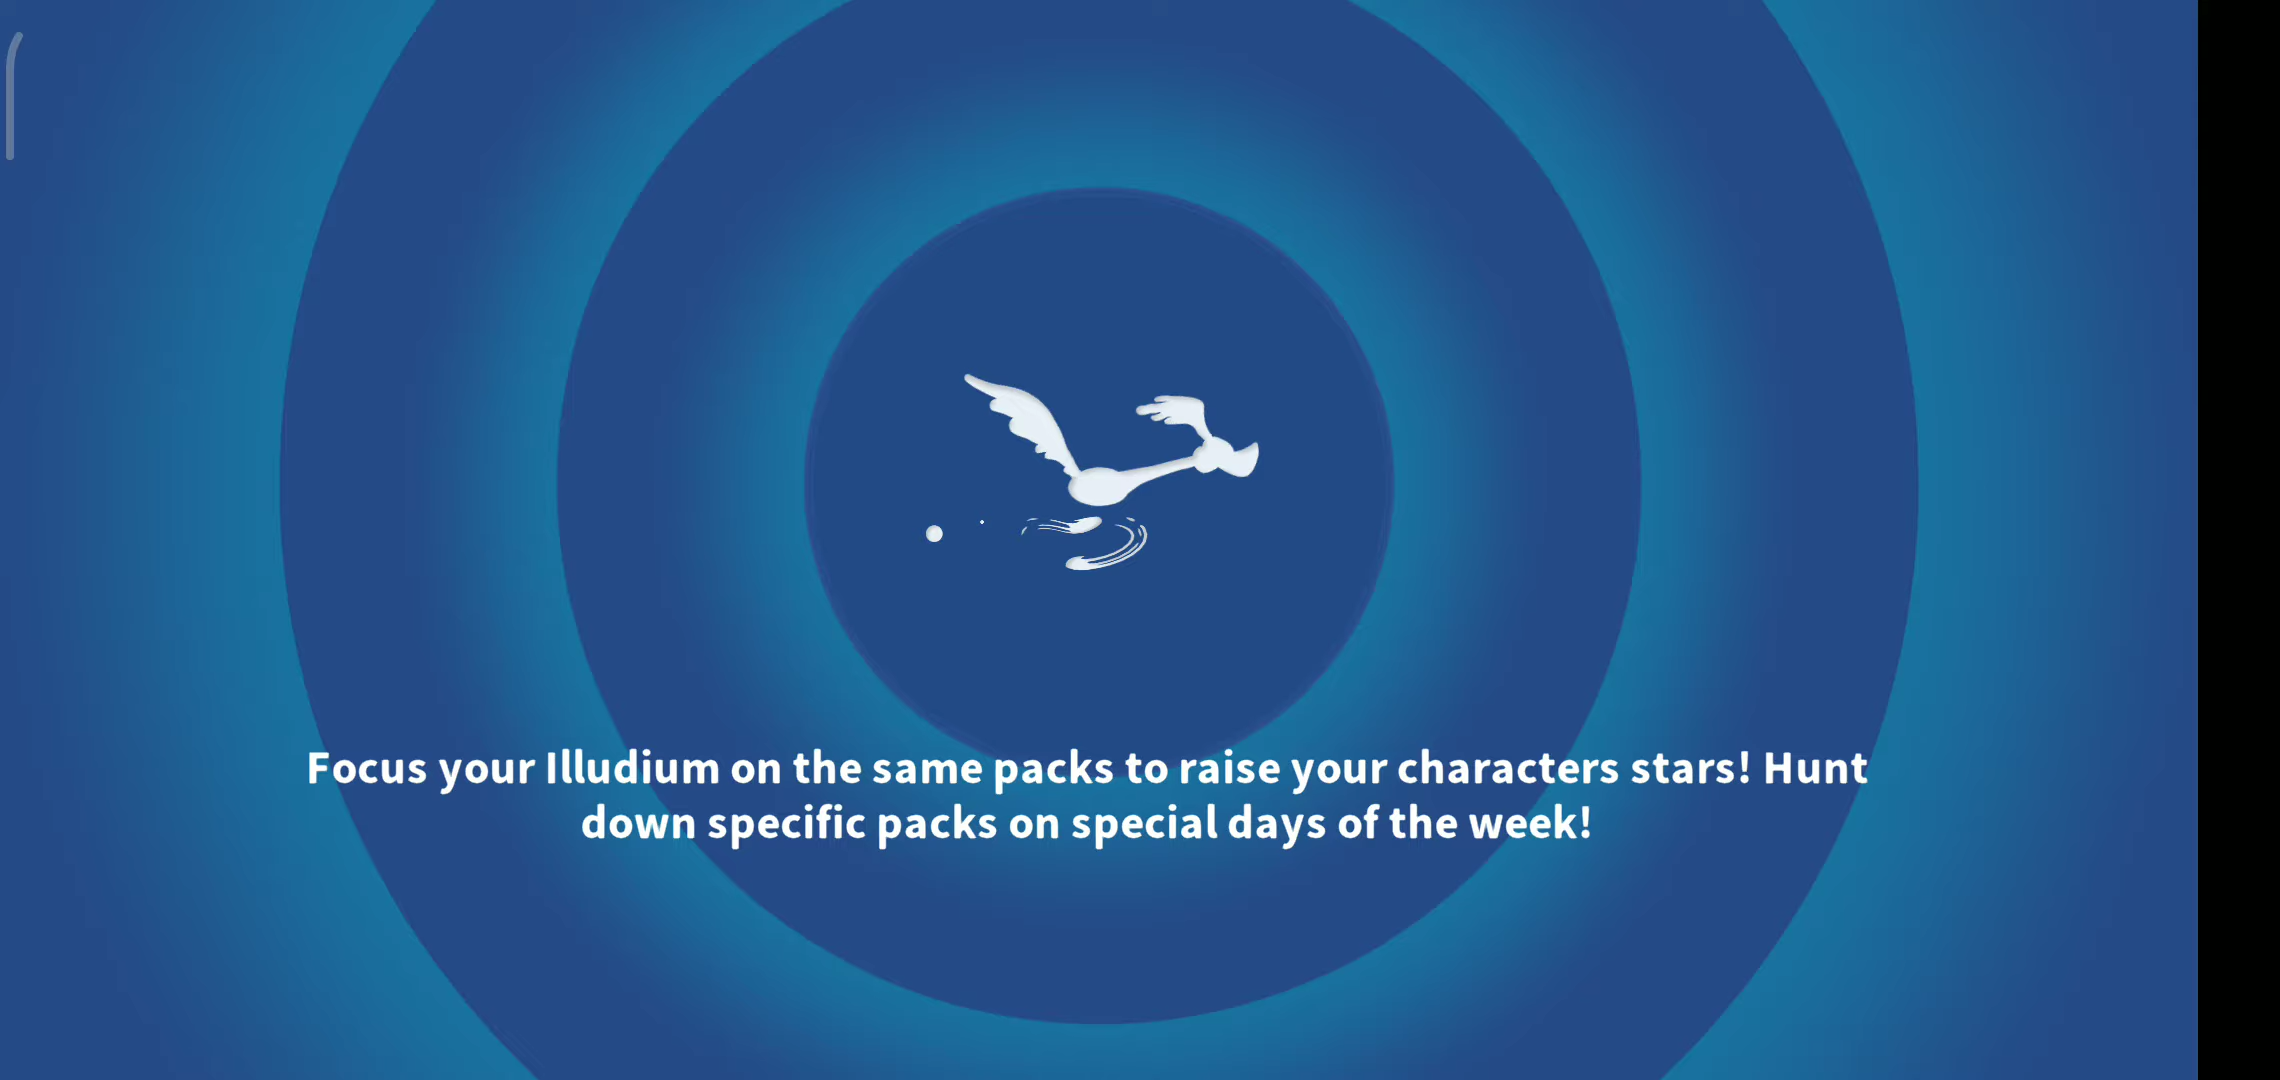 Focus your Illudium on the same packs to raise your characters stars! Hunt
down specific packs on special days of the week!